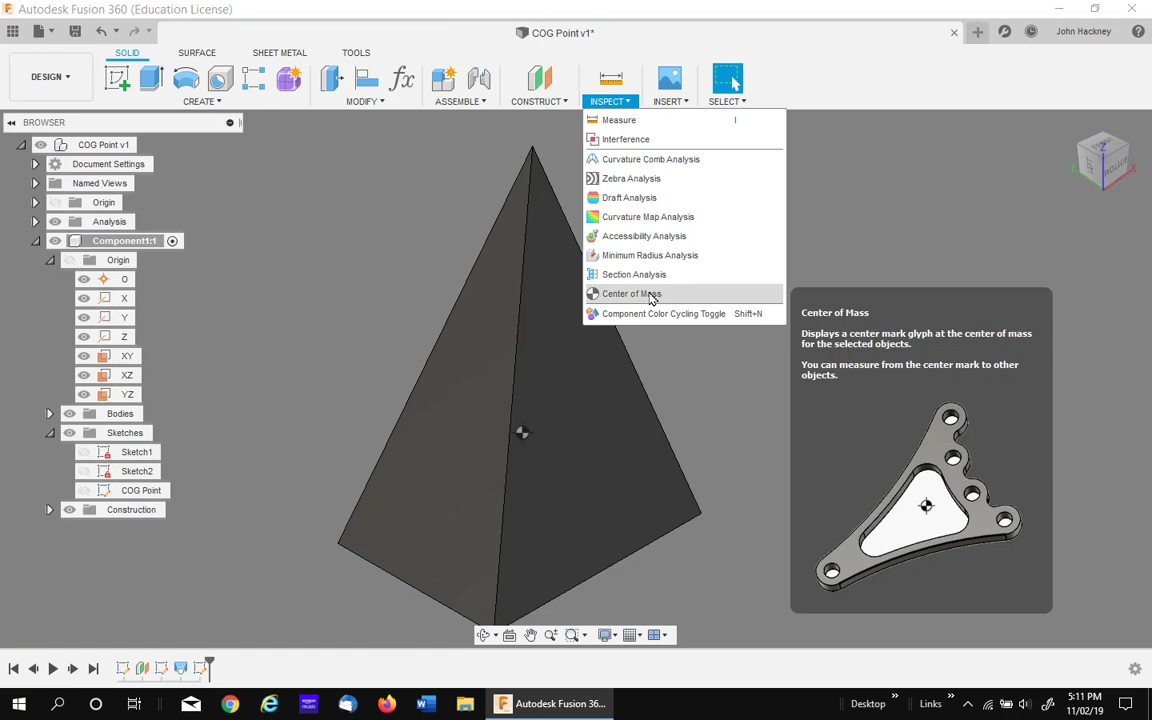 Autodesk Fusion 360 (Education License)
COG Point v1*
John Hackney
SOLID
SURFACE
SHEET METAL
TOOLS
DESIGN
CREATE
MODIFY
ASSEMBLE
CONSTRUCT
INSPECT
INSERT
SELECT
BROWSER
COG Point v1
Document Settings
Named Views
Origin
Analysis
Component1:1
Origin
O
X
Y
Z
XY
XZ
YZ
Bodies
Sketches
Sketch1
Sketch2
COG Point
Construction
Measure I
Interference
Curvature Comb Analysis
Zebra Analysis
Draft Analysis
Curvature Map Analysis
Accessibility Analysis
Minimum Radius Analysis
Section Analysis
Center of Mass
Component Color Cycling Toggle Shift+N
Center of Mass
Displays a center mark glyph at the center of mass
for the selected objects.
You can measure from the center mark to other
objects.
Z
X
Y
LEFT
BOTTOM
Autodesk Fusion 36...
Desktop
Links
5:11 PM
11/02/19